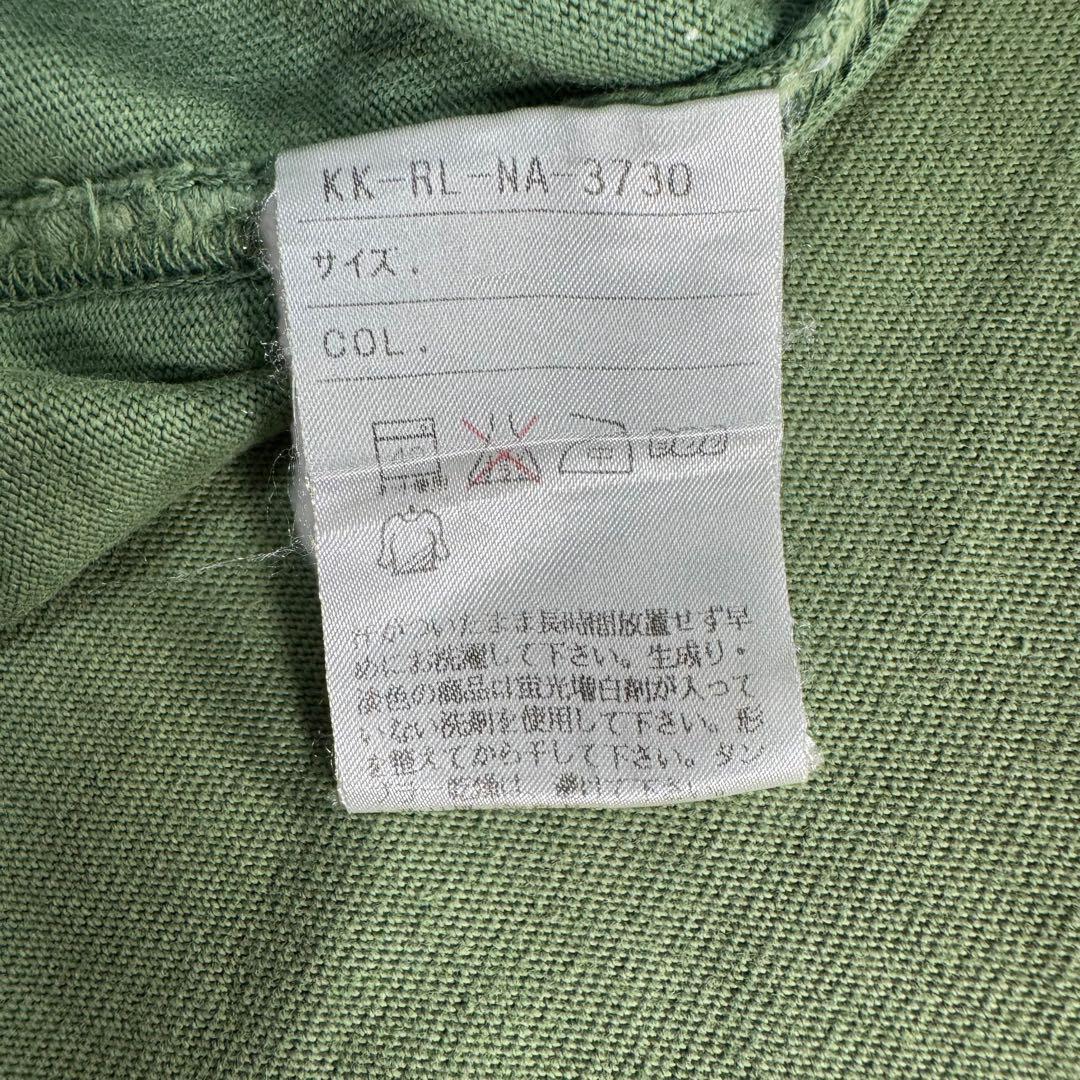 KK-RL-NA-3730
サイズ.
COL.
汗がついたまま長時間放置せず早
めにお洗濯して下さい。生成り・
淡色の商品は蛍光増白剤が入って
いない洗剤を使用して下さい。形
を整えてから干して下さい。タン